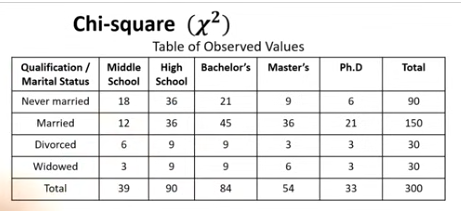 Chi-square (χ²)
Table of Observed Values
Qualification / Marital Status Middle School High School Bachelor's Master's Ph.D Total
Never married 18 36 21 9 6 90
Married 12 36 45 36 21 150
Divorced 6 9 9 3 3 30
Widowed 3 9 9 6 3 30
Total 39 90 84 54 33 300